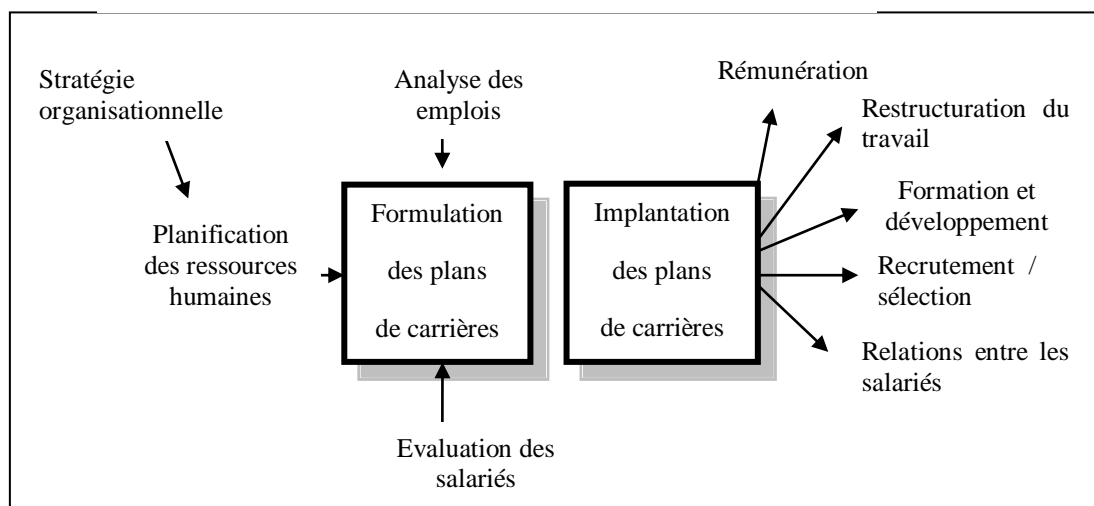 Stratégie
organisationnelle
Analyse des
emplois
Rémunération
Restructuration du
travail
Formation et
développement
Recrutement /
sélection
Relations entre les
salariés
Planification
des ressources
humaines
Formulation
des plans
de carrières
Implantation
des plans
de carrières
Evaluation des
salariés